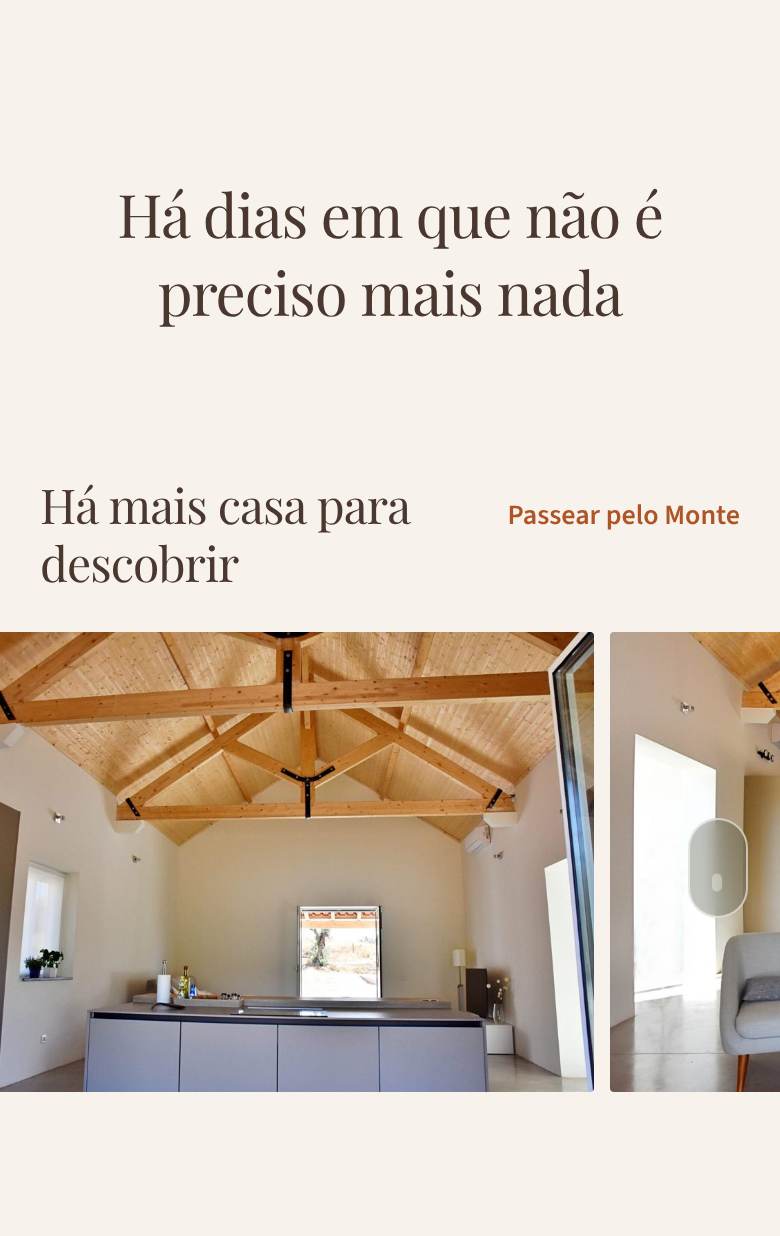 Há dias em que não é
preciso mais nada
Há mais casa para
descobrir
Passear pelo Monte